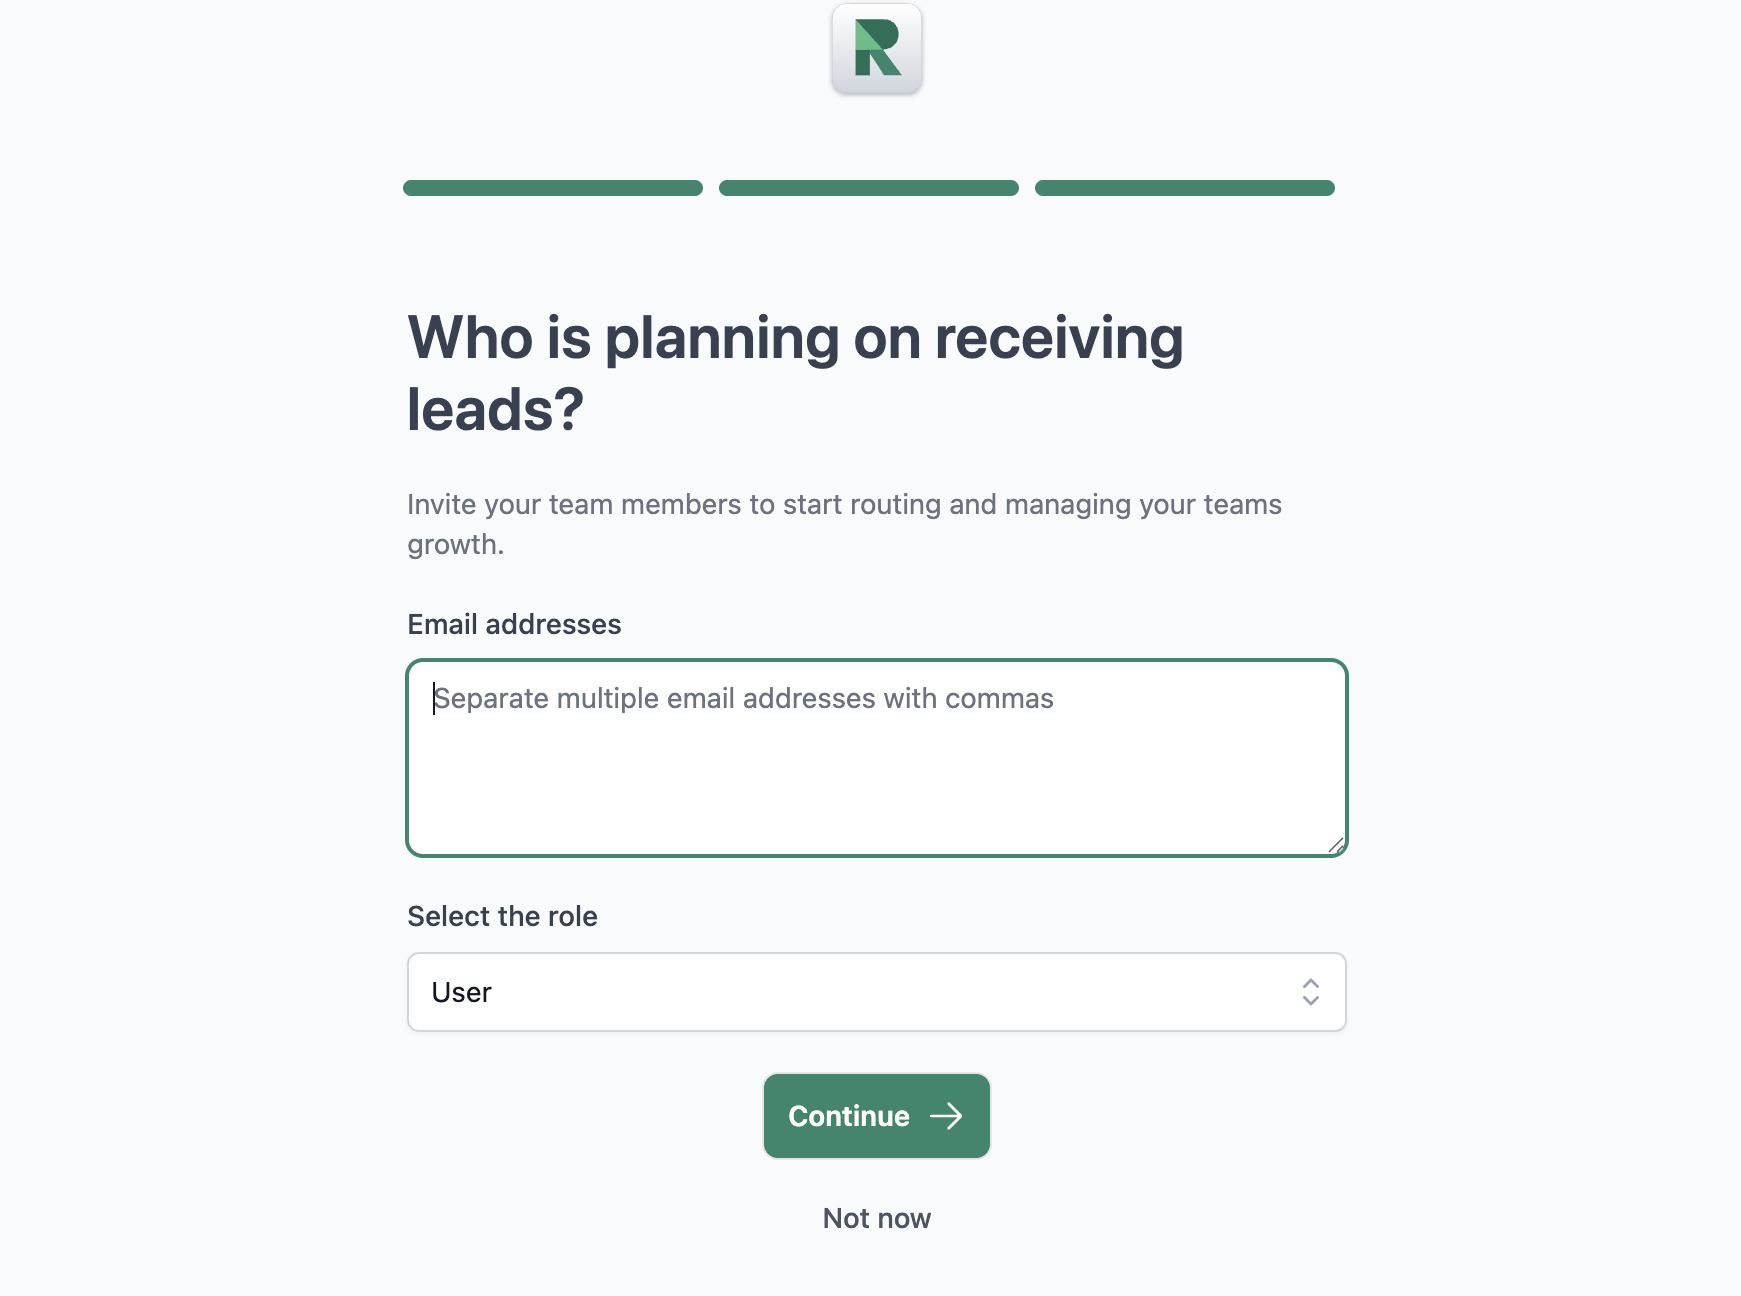 R
Who is planning on receiving
leads?
Invite your team members to start routing and managing your teams
growth.
Email addresses
Separate multiple email addresses with commas
Select the role
User
Continue
Not now